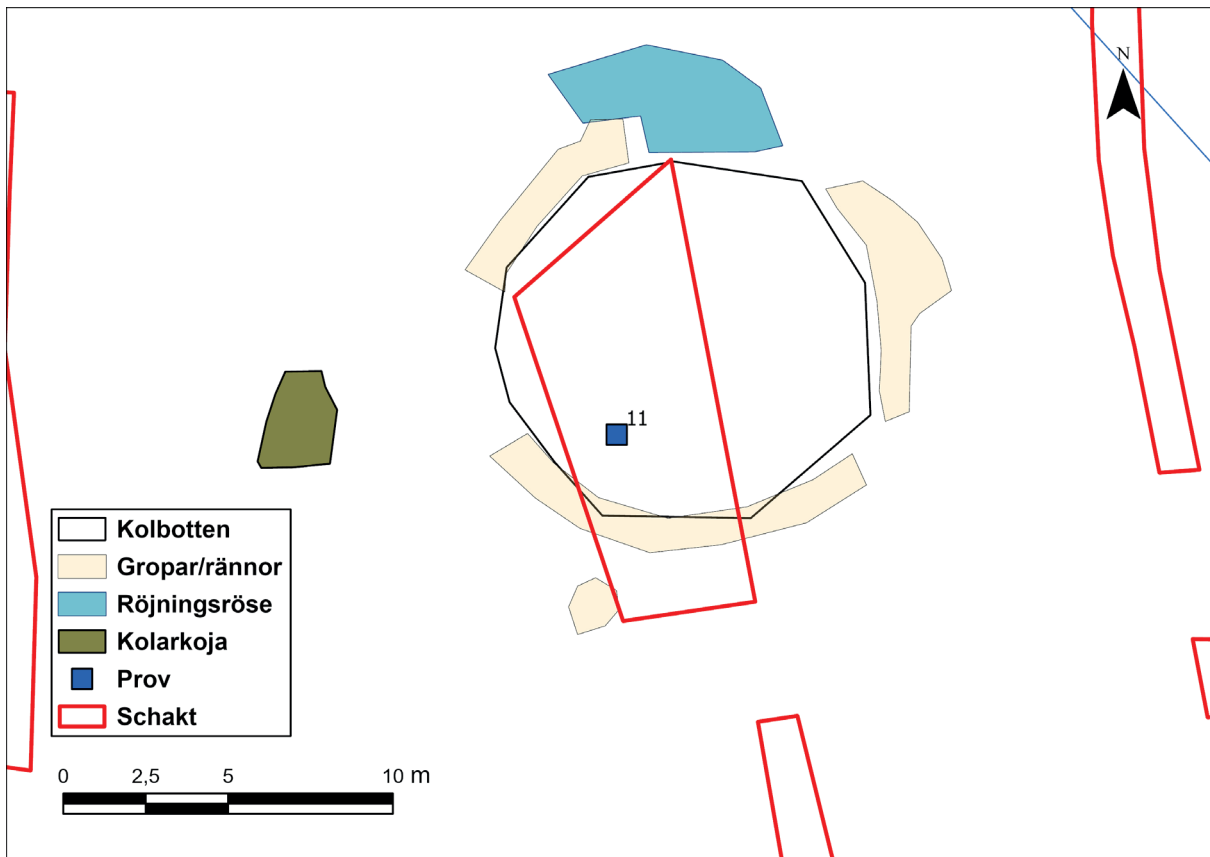 N
11
Kolbotten
Gropar/rännor
Röjningsröse
Kolarkoja
Prov
Schakt
0 2,5 5 10 m